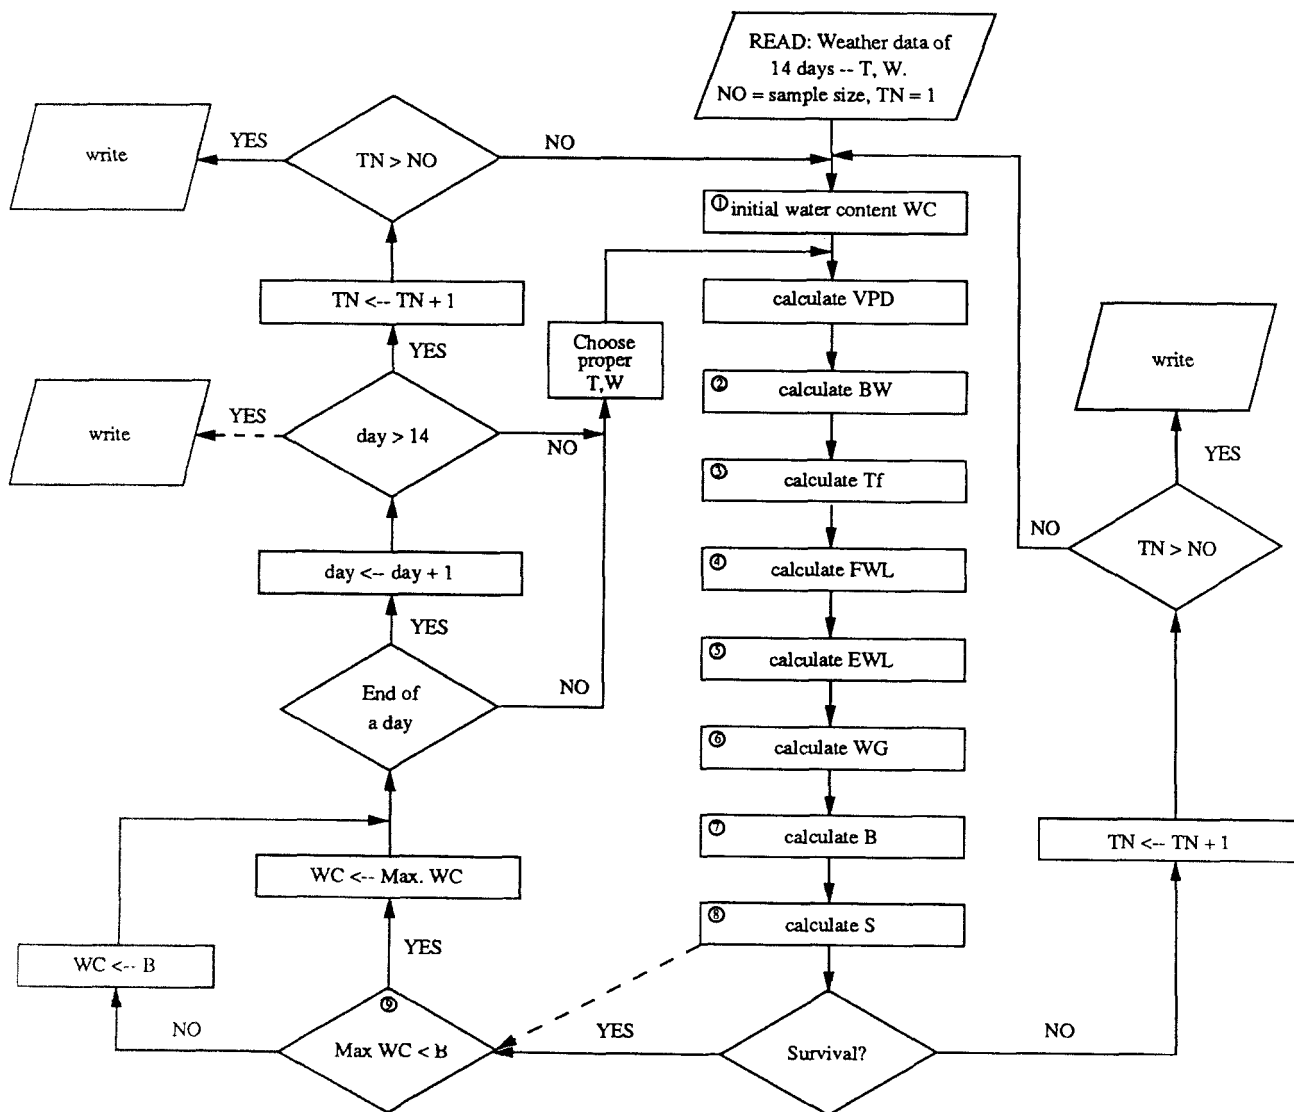 READ: Weather data of
14 days -- T, W.
NO = sample size, TN = 1
write
YES
TN > NO
NO
① initial water content WC
TN <-- TN + 1
calculate VPD
YES
Choose
proper
T,W
write
write
YES
② calculate BW
day > 14
NO
YES
③ calculate Tf
NO
TN > NO
day <-- day + 1
④ calculate FWL
YES
⑤ calculate EWL
End of
a day
NO
⑥ calculate WG
⑦ calculate B
TN <-- TN + 1
WC <-- Max. WC
⑧ calculate S
YES
WC <-- B
⑨
NO
YES
NO
Max WC < B
Survival?